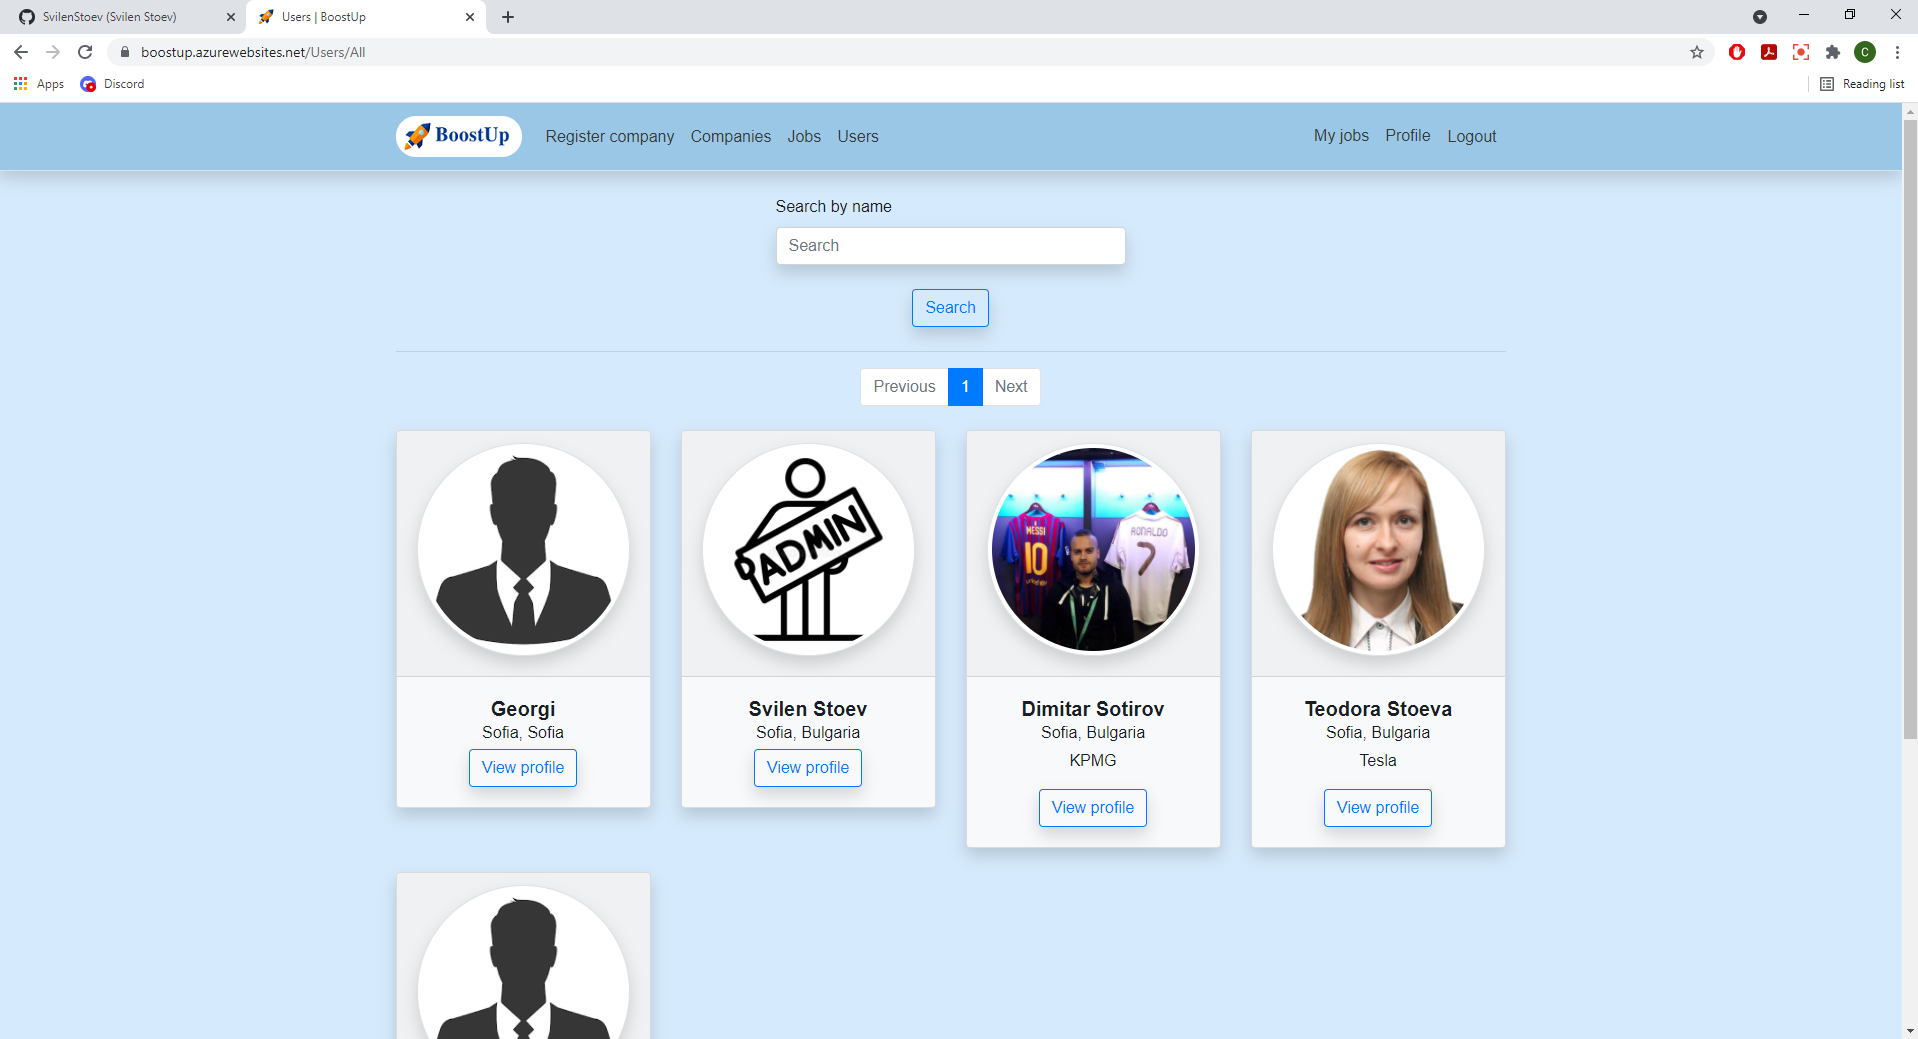 SvilenStoev (Svilen Stoev)
Users | BoostUp
boostup.azurewebsites.net/Users/All
C
Apps
Discord
Reading list
BoostUp
Register company
Companies
Jobs
Users
My jobs
Profile
Logout
Search by name
Search
Search
Previous
1
Next
ADMIN
MESSI
10
RONALDO
7
Georgi
Sofia, Sofia
View profile
Svilen Stoev
Sofia, Bulgaria
View profile
Dimitar Sotirov
Sofia, Bulgaria
KPMG
View profile
Teodora Stoeva
Sofia, Bulgaria
Tesla
View profile